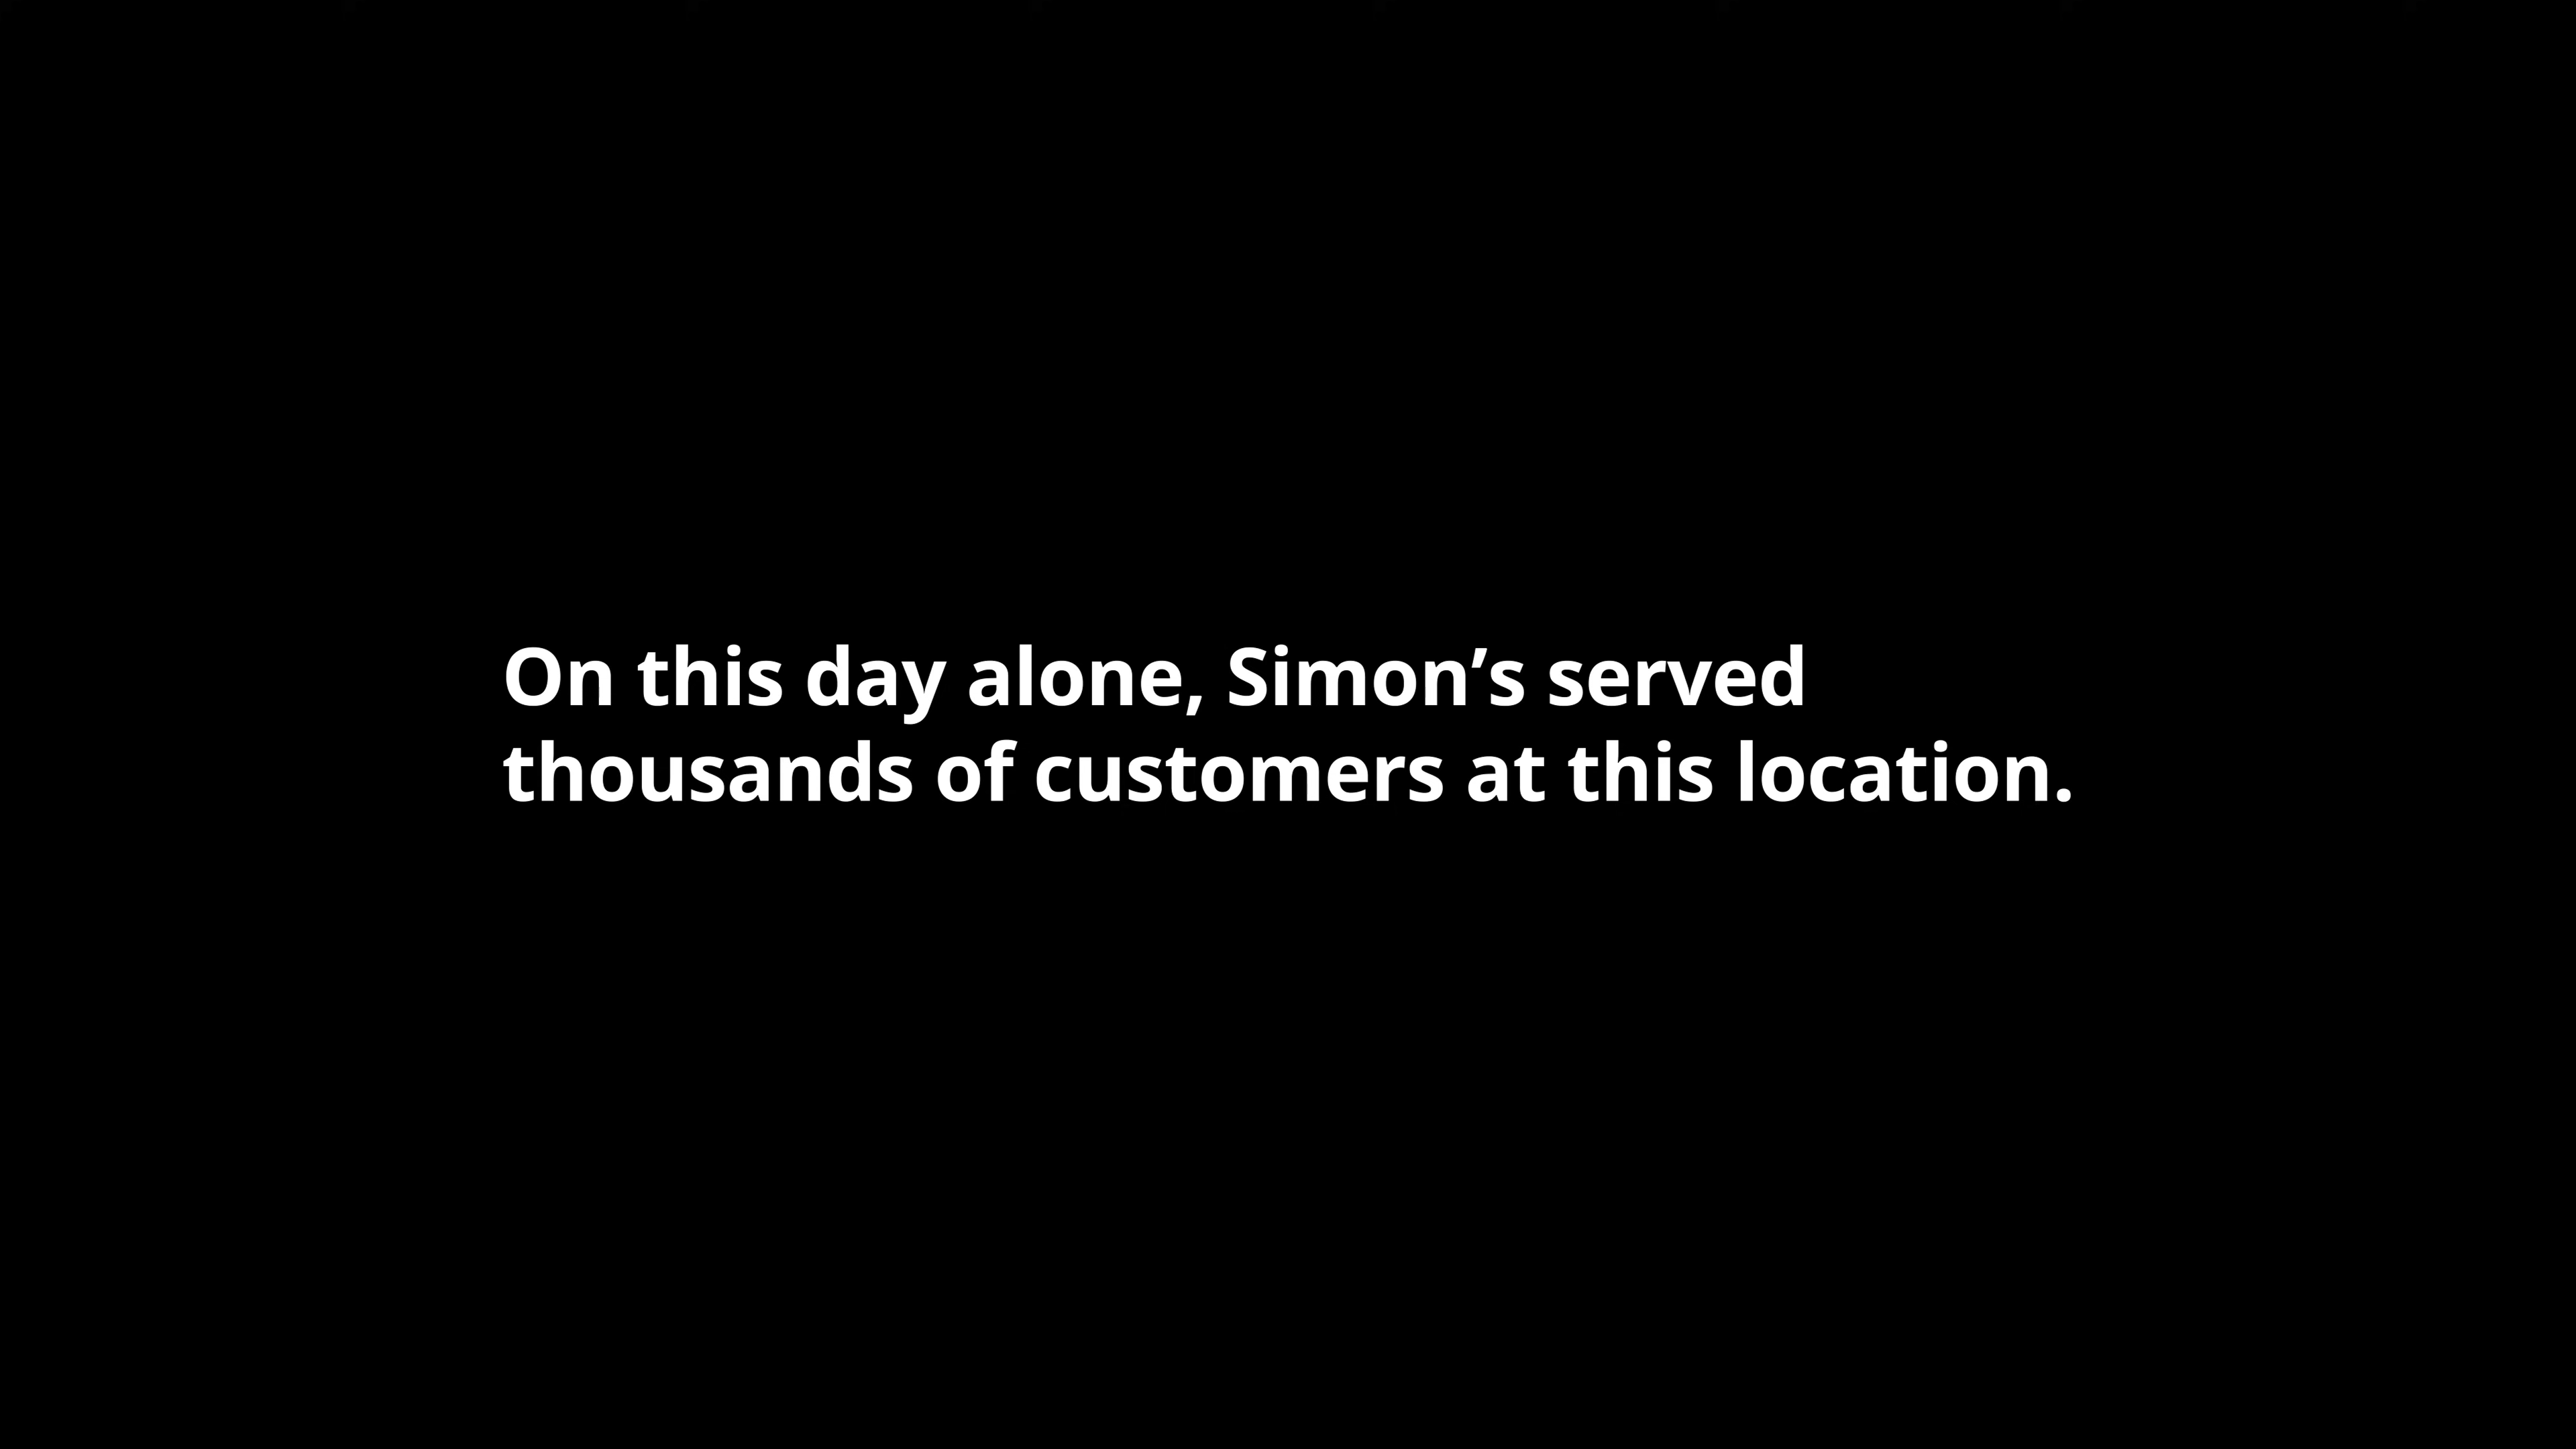 On this day alone, Simon’s served
thousands of customers at this location.